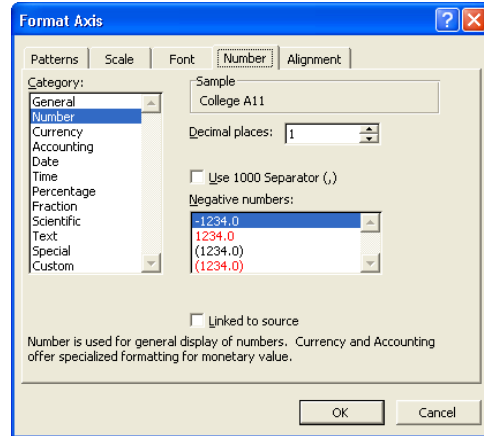 Format Axis
Patterns Scale Font Number Alignment
Category:
General
Number
Currency
Accounting
Date
Time
Percentage
Fraction
Scientific
Text
Special
Custom
Sample
College A11
Decimal places: 1
Use 1000 Separator (,)
Negative numbers:
-1234.0
1234.0
(1234.0)
(1234.0)
Linked to source
Number is used for general display of numbers. Currency and Accounting
offer specialized formatting for monetary value.
OK Cancel